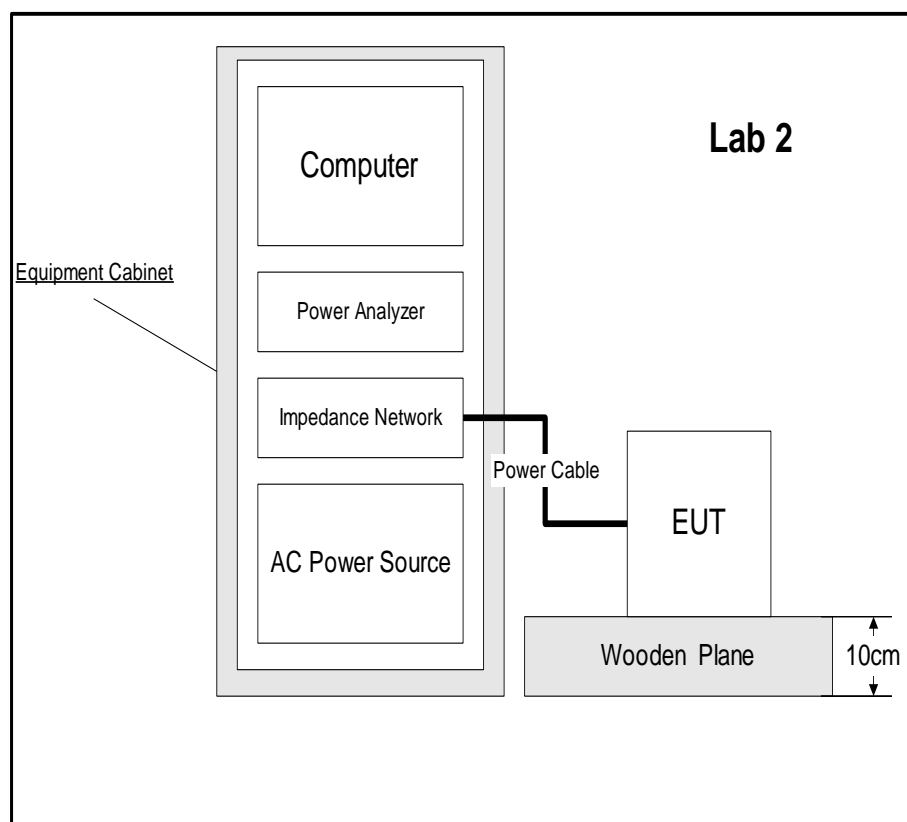 Lab 2
Computer
Equipment Cabinet
Power Analyzer
Impedance Network
Power Cable
EUT
AC Power Source
Wooden Plane
10cm